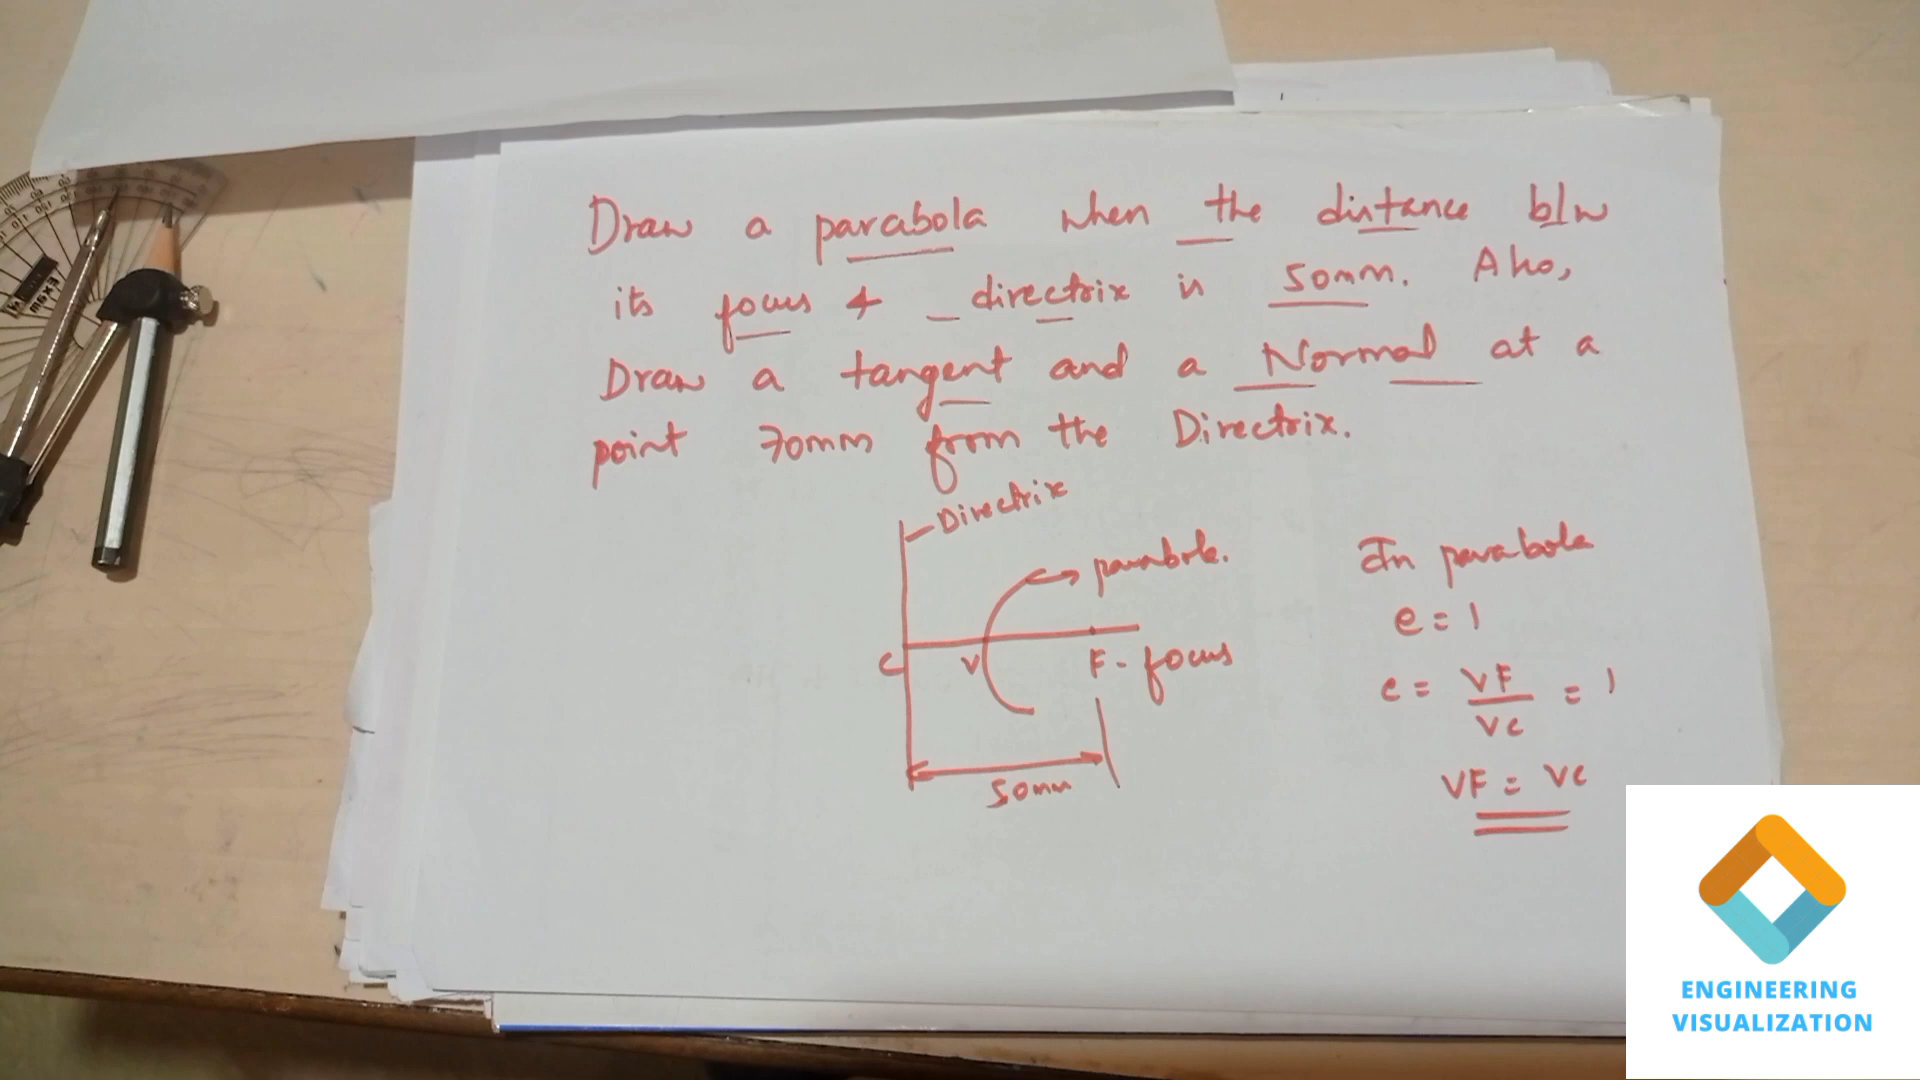 Draw a parabola when the distance b/w
its focus & directrix is 50mm. Also,
Draw a tangent and a Normal at a
point 70mm from the Directrix.
Directrix
parabola.
C V F - focus
50mm
In parabola
e = 1
e = VF / VC = 1
VF = VC
ENGINEERING
VISUALIZATION